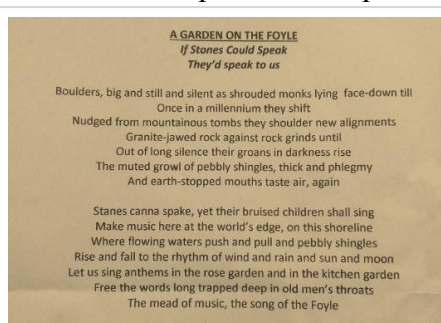 A GARDEN ON THE FOYLE
If Stones Could Speak
They'd speak to us
Boulders, big and still and silent as shrouded monks lying face-down till
Once in a millennium they shift
Nudged from mountainous tombs they shoulder new alignments
Granite-jawed rock against rock grinds until
Out of long silence their groans in darkness rise
The muted growl of pebbly shingles, thick and phlegmy
And earth-stopped mouths taste air, again
Stanes canna spake, yet their bruised children shall sing
Make music here at the world's edge, on this shoreline
Where flowing waters push and pull and pebbly shingles
Rise and fall to the rhythm of wind and rain and sun and moon
Let us sing anthems in the rose garden and in the kitchen garden
Free the words long trapped deep in old men's throats
The mead of music, the song of the Foyle